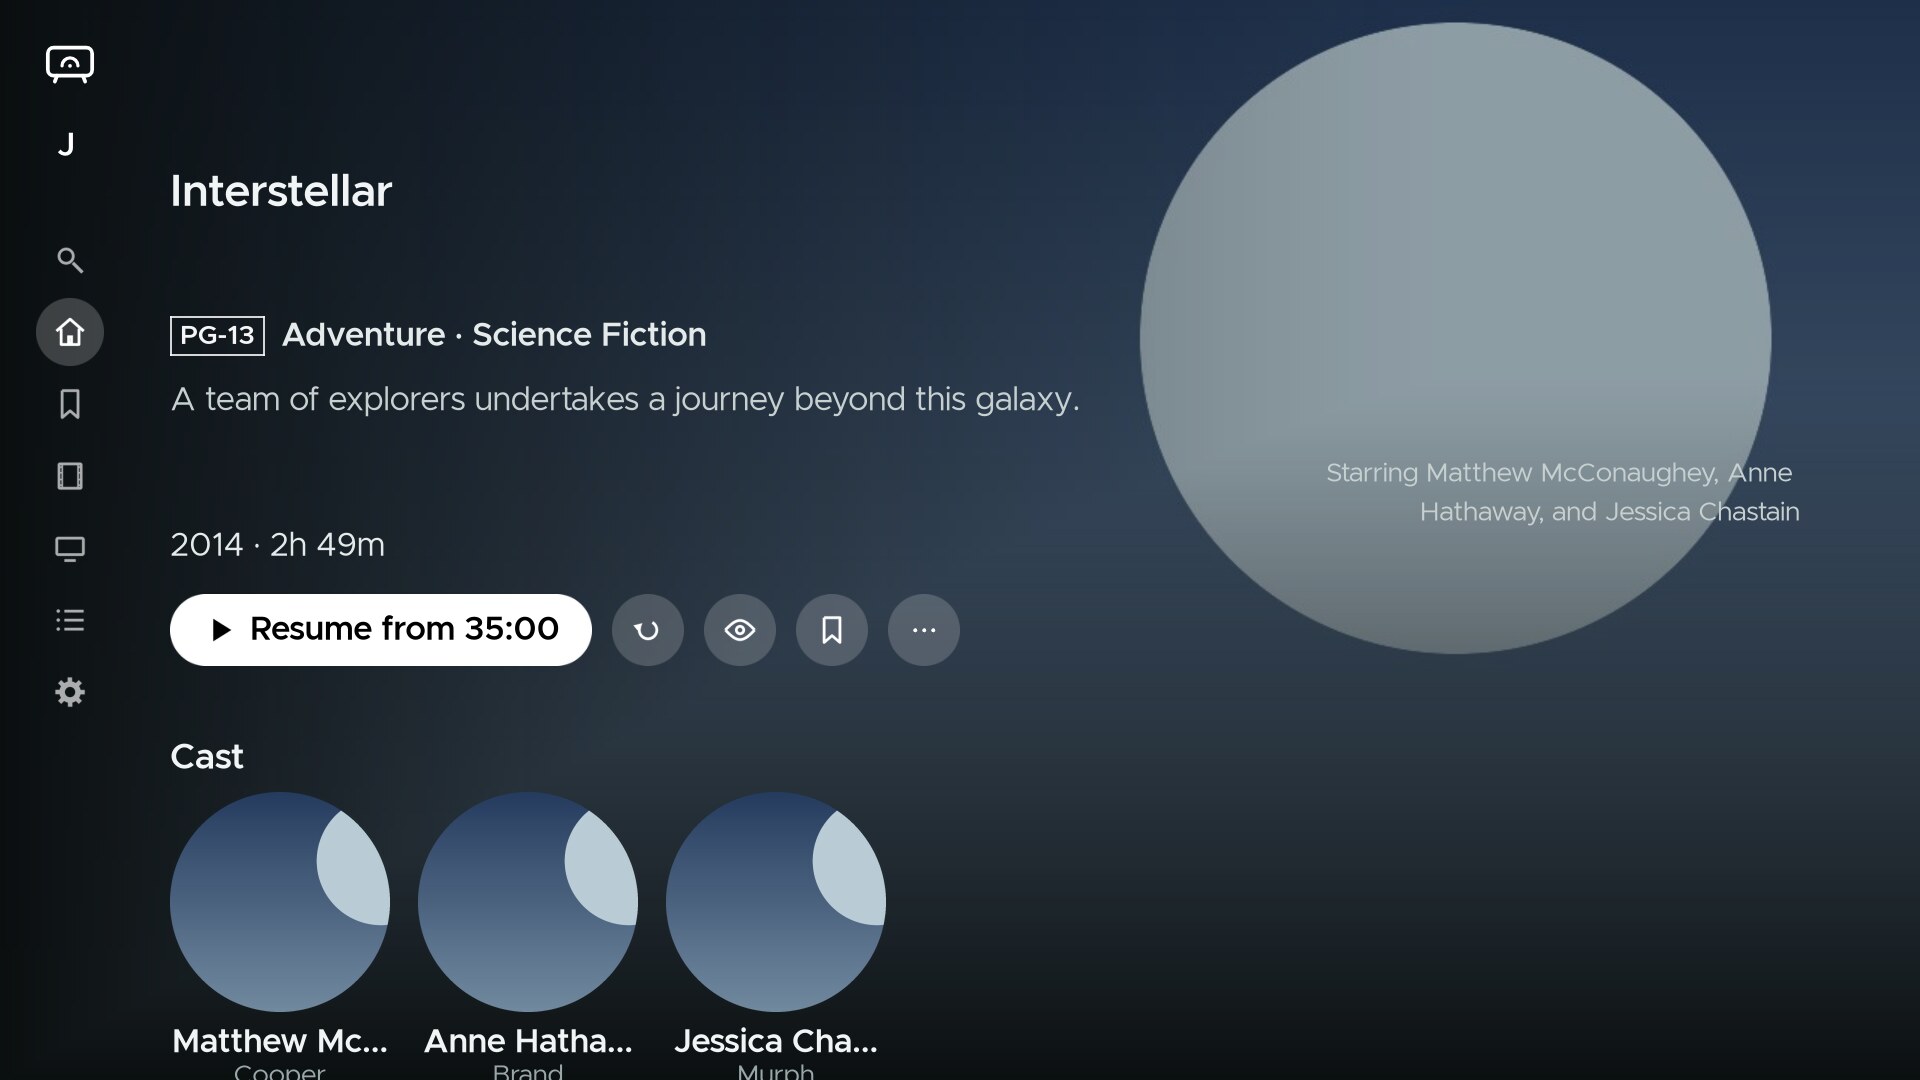 J
Interstellar
PG-13 Adventure · Science Fiction
A team of explorers undertakes a journey beyond this galaxy.
Starring Matthew McConaughey, Anne
Hathaway, and Jessica Chastain
2014 · 2h 49m
Resume from 35:00
Cast
Matthew Mc...
Cooper
Anne Hatha...
Brand
Jessica Cha...
Murph